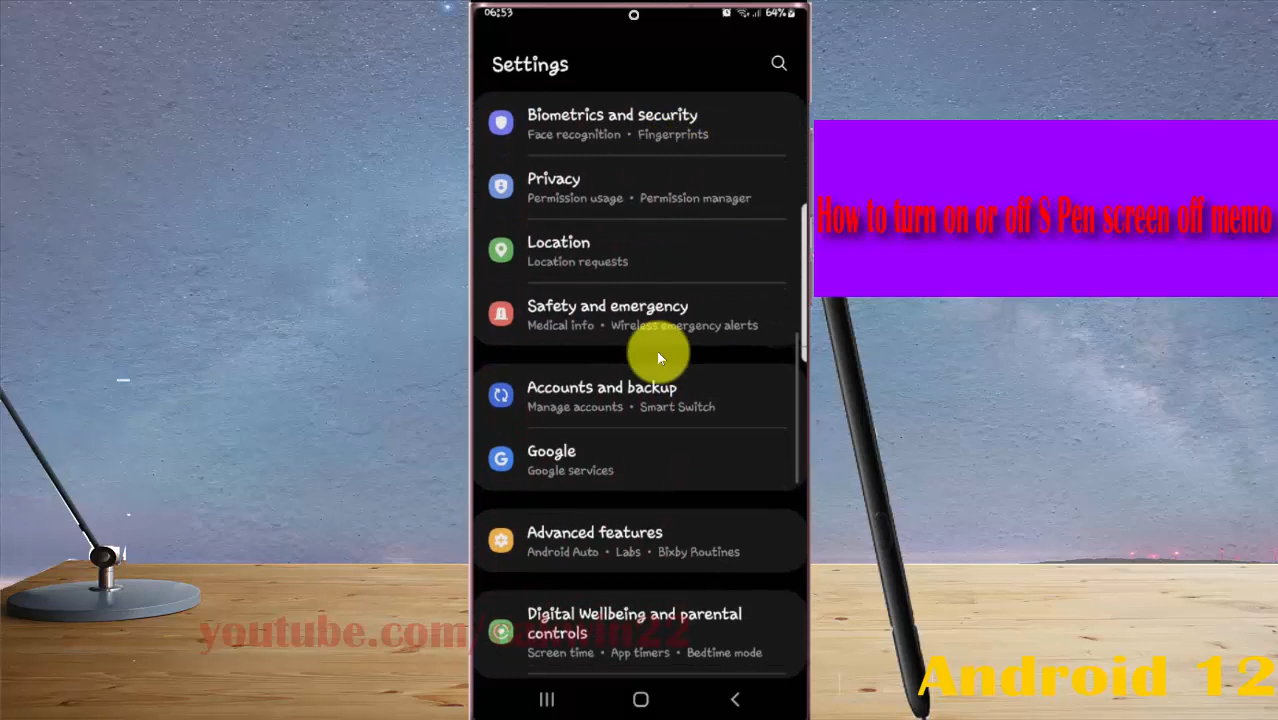 06:53
64%
Settings
Biometrics and security
Face recognition • Fingerprints
Privacy
Permission usage • Permission manager
Location
Location requests
Safety and emergency
Medical info • Wireless emergency alerts
Accounts and backup
Manage accounts • Smart Switch
Google
Google services
Advanced features
Android Auto • Labs • Bixby Routines
Digital Wellbeing and parental
controls
Screen time • App timers • Bedtime mode
How to turn on or off S Pen screen off memo
Android 12